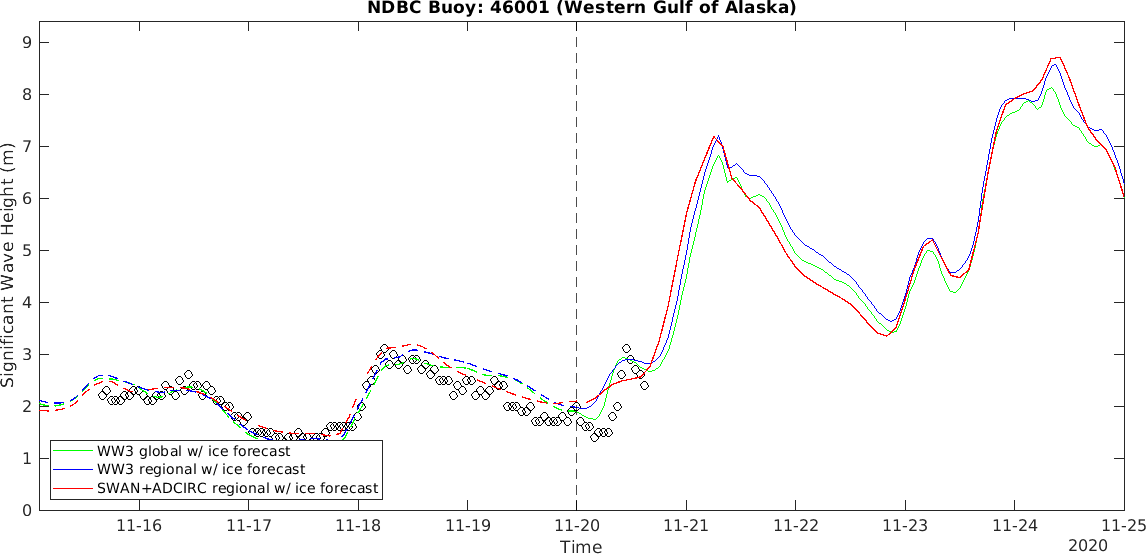 NDBC Buoy: 46001 (Western Gulf of Alaska)
Significant Wave Height (m)
9
8
7
6
5
4
3
2
1
0
WW3 global w/ ice forecast
WW3 regional w/ ice forecast
SWAN+ADCIRC regional w/ ice forecast
11-16 11-17 11-18 11-19 11-20 11-21 11-22 11-23 11-24 11-25
Time
2020